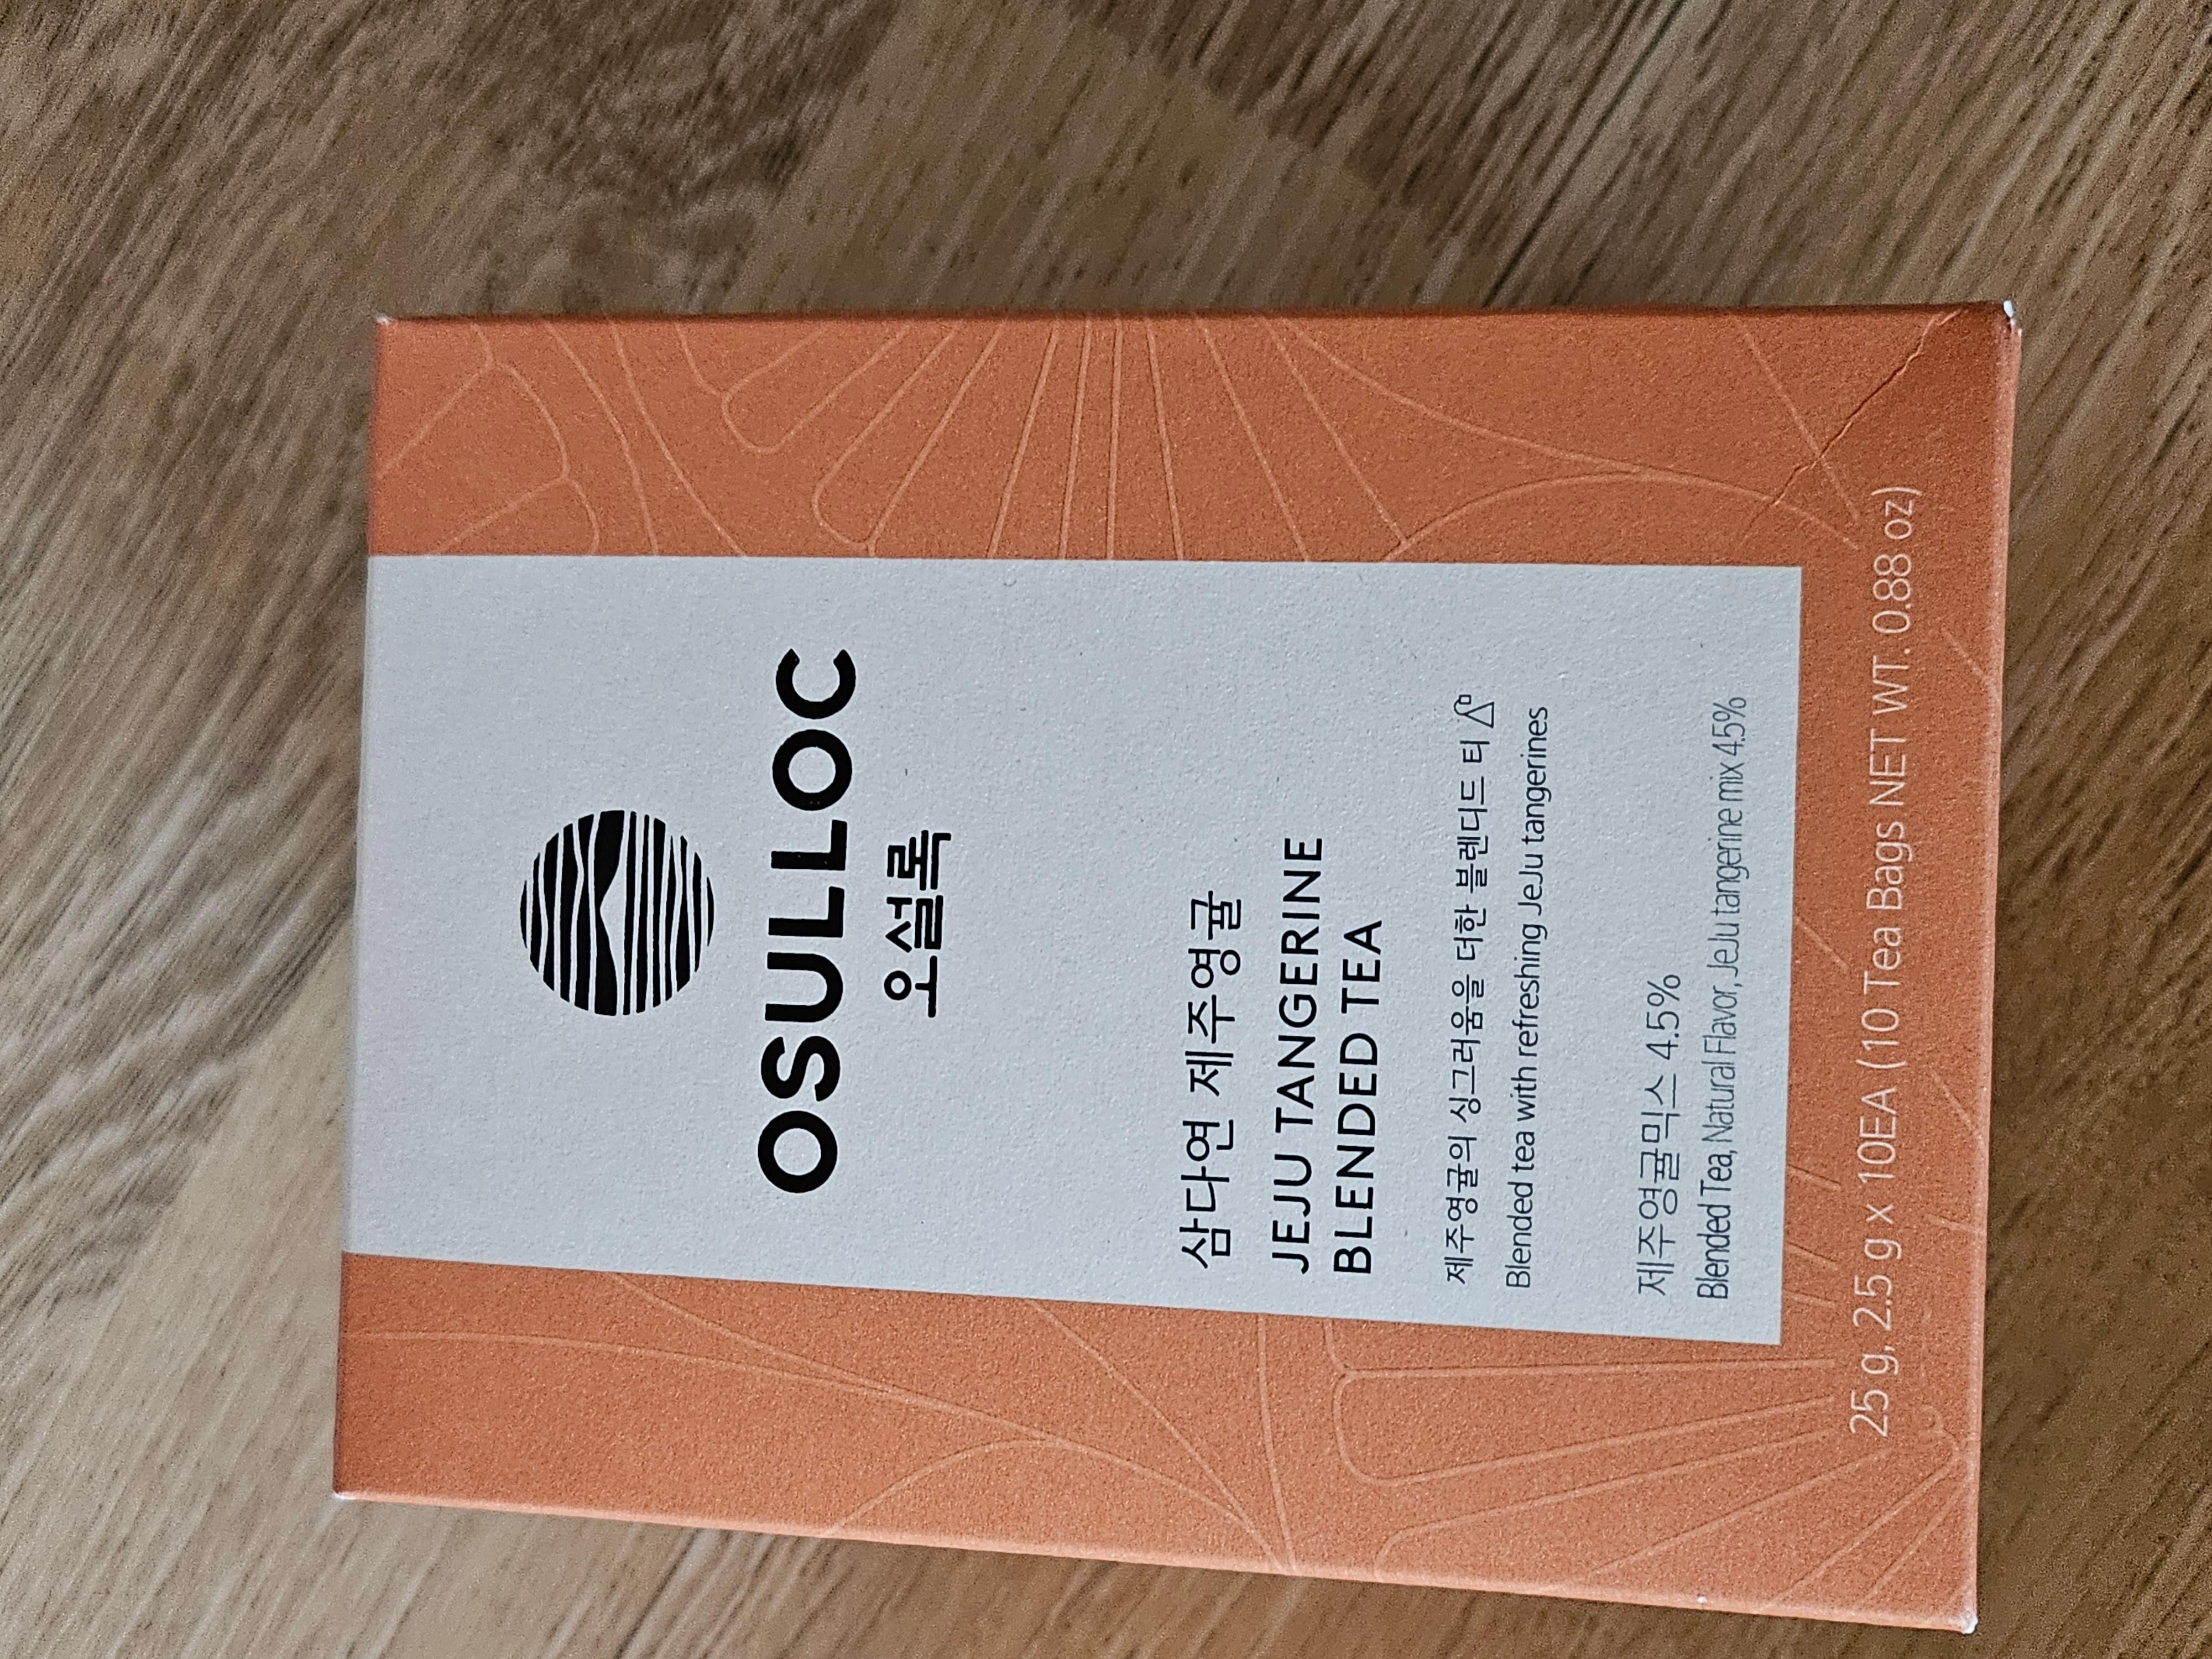 OSULLOC
오설록
삼다연 제주영귤
JEJU TANGERINE
BLENDED TEA
제주영귤의 싱그러움을 더한 블렌디드 티
Blended tea with refreshing JeJu tangerines
제주영귤믹스 4.5%
Blended Tea, Natural Flavor, JeJu tangerine mix 4.5%
25 g, 2.5 g x 10EA (10 Tea Bags NET WT. 0.88 oz)